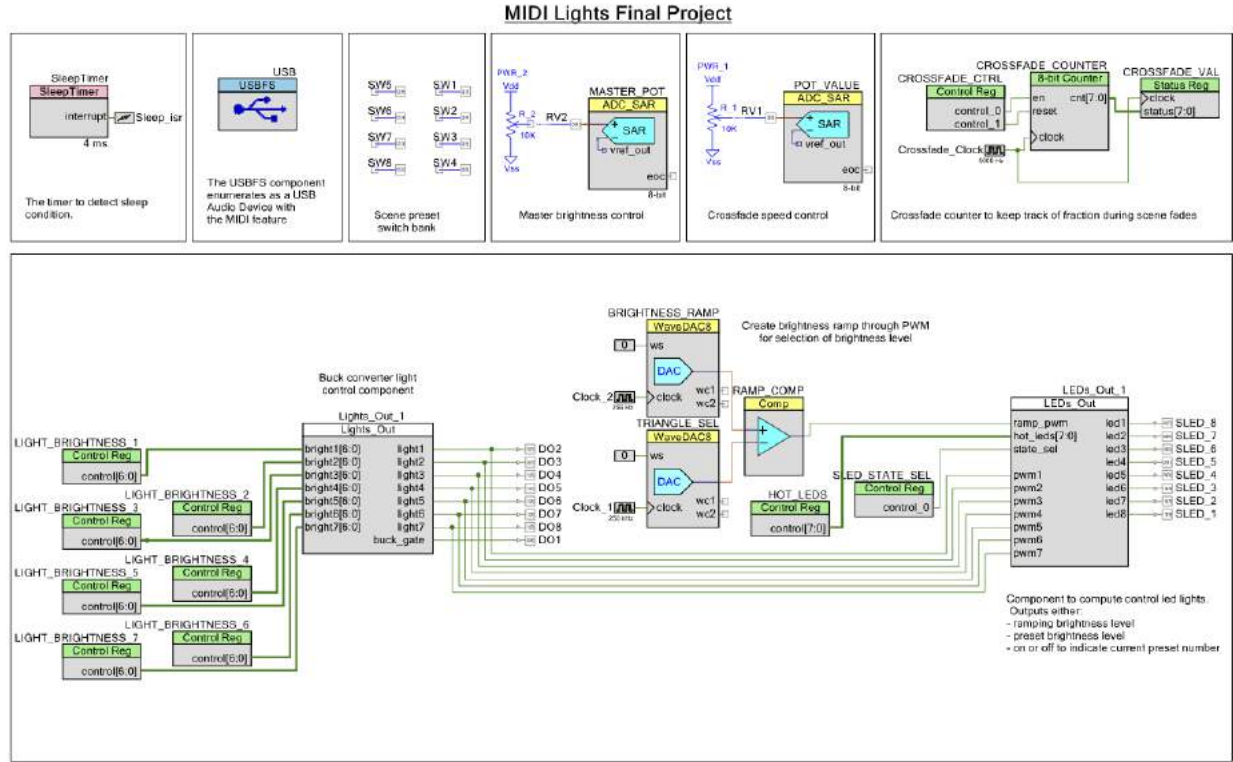 MIDI Lights Final Project
SleepTimer
SleepTimer
interrupt
Sleep_isr
4 ms
The timer to detect sleep
condition.
USB
USBFS
The USBFS component
enumerates as a USB
Audio Device with
the MIDI feature
SW5
SW1
SW6
SW2
SW7
SW3
SW8
SW4
Scene preset
switch bank
PWR_2
Vdd
R_2
10K
Vss
RV2
MASTER_POT
ADC_SAR
SAR
vref_out
eoc
8-bit
Master brightness control
PWR_1
Vdd
R_1
10K
Vss
RV1
POT_VALUE
ADC_SAR
SAR
vref_out
eoc
8-bit
Crossfade speed control
CROSSFADE_CTRL
Control Reg
control_0
control_1
CROSSFADE_COUNTER
8-bit Counter
en
cnt[7:0]
reset
clock
CROSSFADE_VAL
Status Reg
clock
status[7:0]
Crossfade_Clock
Crossfade counter to keep track of fraction during scene fades
BRIGHTNESS_RAMP
WaveDAC8
0
ws
DAC
wc1
wc2
Clock_2
clock
Create brightness ramp through PWM
for selection of brightness level
RAMP_COMP
Comp
TRIANGLE_SEL
WaveDAC8
0
ws
DAC
wc1
wc2
Clock_1
clock
250 kHz
Buck converter light
control component
Lights_Out_1
Lights_Out
bright1[6:0] light1
bright2[6:0] light2
bright3[6:0] light3
bright4[6:0] light4
bright5[6:0] light5
bright6[6:0] light6
bright7[6:0] light7
buck_gate
DO2
DO3
DO4
DO5
DO6
DO7
DO8
DO1
LIGHT_BRIGHTNESS_1
Control Reg
control[6:0]
LIGHT_BRIGHTNESS_2
Control Reg
control[6:0]
LIGHT_BRIGHTNESS_3
Control Reg
control[6:0]
LIGHT_BRIGHTNESS_4
Control Reg
control[6:0]
LIGHT_BRIGHTNESS_5
Control Reg
control[6:0]
LIGHT_BRIGHTNESS_6
Control Reg
control[6:0]
LIGHT_BRIGHTNESS_7
Control Reg
control[6:0]
HOT_LEDS
Control Reg
control[7:0]
SLED_STATE_SEL
Control Reg
control_0
LEDs_Out_1
LEDs_Out
ramp_pwm led1
hot_leds[7:0] led2
state_sel led3
led4
pwm1 led5
pwm2 led6
pwm3 led7
pwm4 led8
pwm5
pwm6
pwm7
SLED_8
SLED_7
SLED_6
SLED_5
SLED_4
SLED_3
SLED_2
SLED_1
Component to compute control led lights.
Outputs either:
- ramping brightness level
- preset brightness level
- on or off to indicate current preset number